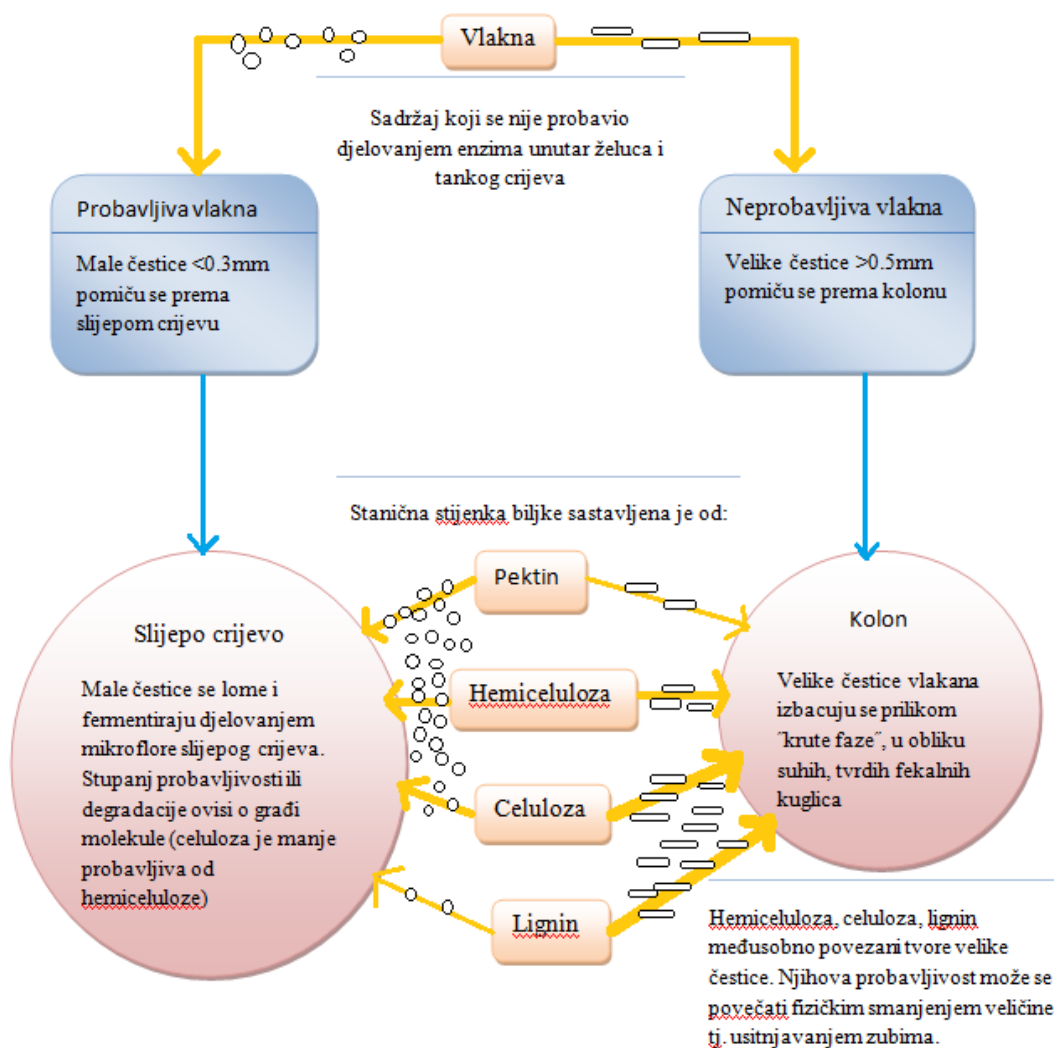 Vlakna
Sadržaj koji se nije probavio
djelovanjem enzima unutar želuca i
tankog crijeva
Probavljiva vlakna
Male čestice <0.3mm
pomiču se prema
slijepom crijevu
Neprobavljiva vlakna
Velike čestice >0.5mm
pomiču se prema kolonu
Stanična stijenka biljke sastavljena je od:
Pektin
Hemiceluloza
Celuloza
Lignin
Slijepo crijevo
Male čestice se lome i
fermentiraju djelovanjem
mikroflore slijepog crijeva.
Stupanj probavljivosti ili
degradacije ovisi o građi
molekule (celuloza je manje
probavljiva od
hemiceluloze)
Kolon
Velike čestice vlakana
izbacuju se prilikom
˝krute faze˝, u obliku
suhih, tvrdih fekalnih
kuglica
Hemiceluloza, celuloza, lignin
međusobno povezani tvore velike
čestice. Njihova probavljivost može se
povečati fizičkim smanjenjem veličine
tj. usitnjavanjem zubima.